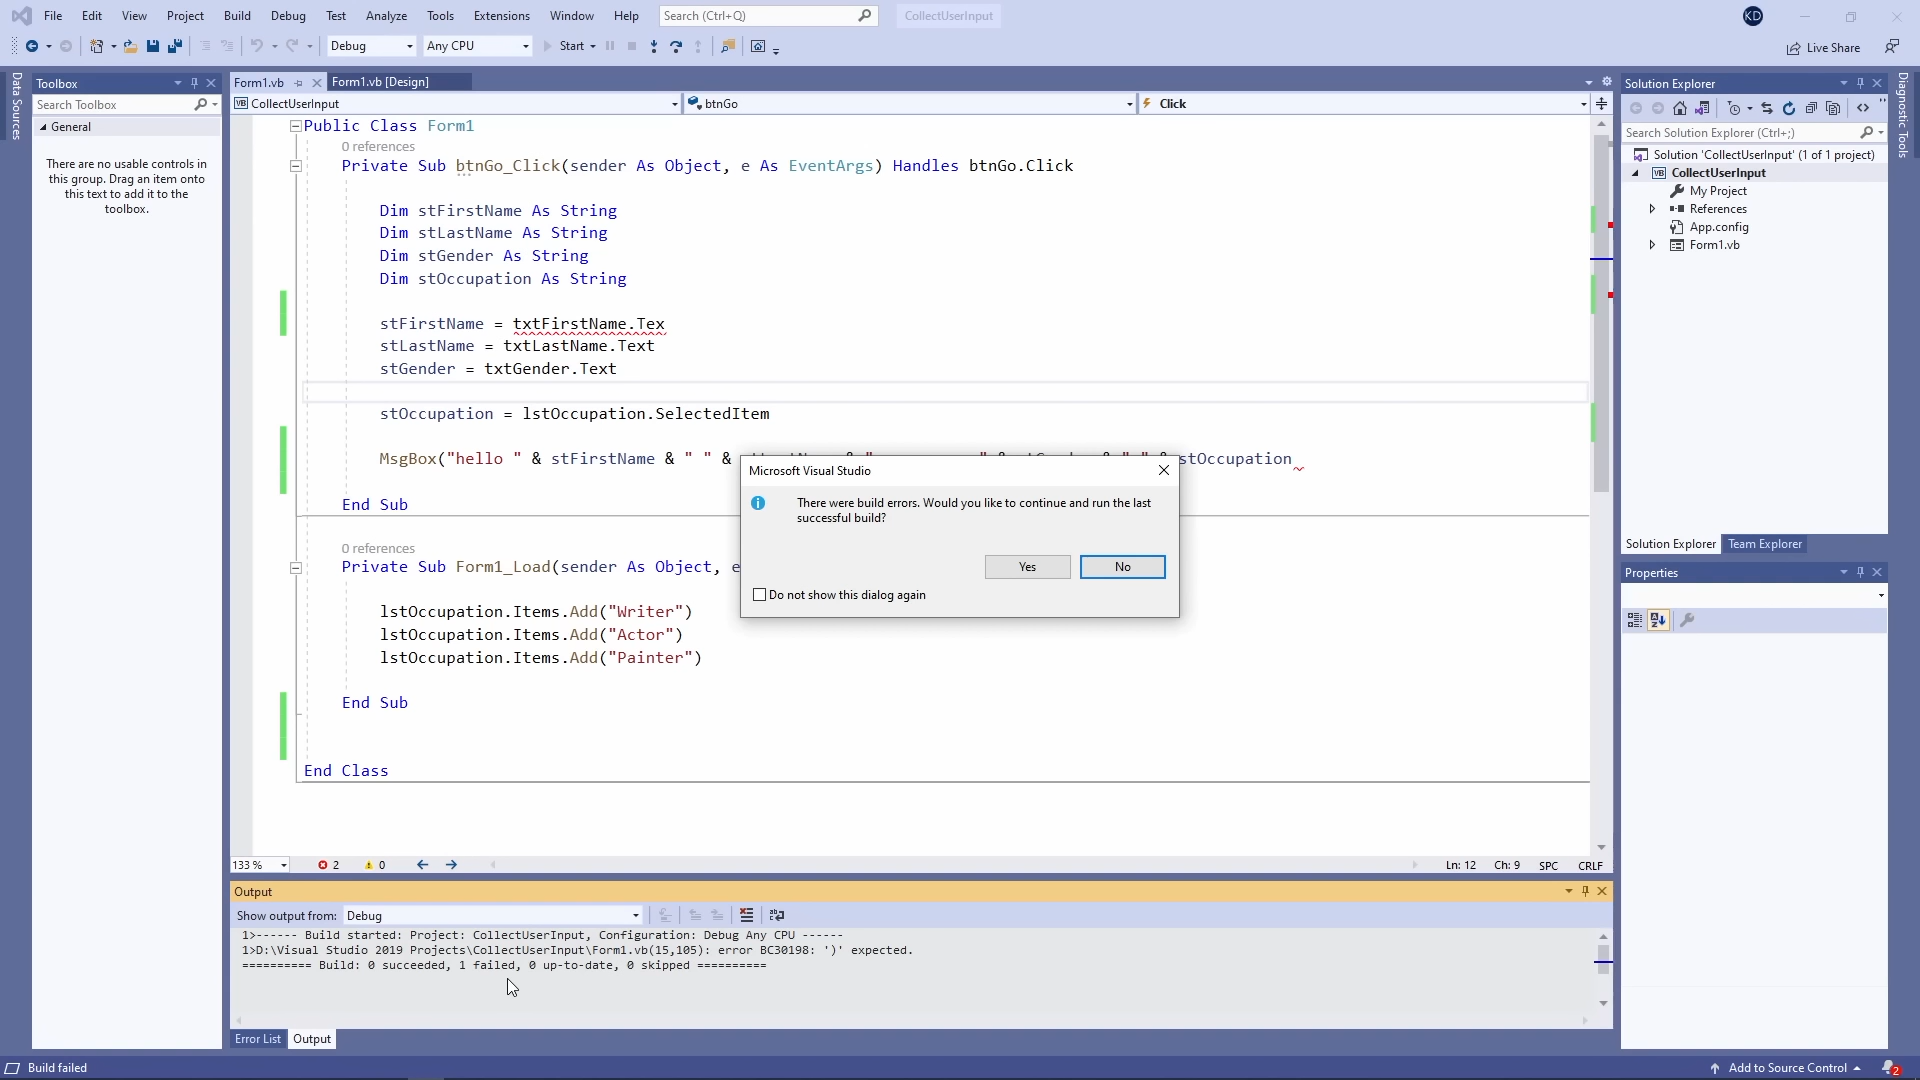 File Edit View Project Build Debug Test Analyze Tools Extensions Window Help Search (Ctrl+Q) CollectUserInput KD
Debug Any CPU Start Live Share
Data Sources
Toolbox
Search Toolbox
General
There are no usable controls in
this group. Drag an item onto
this text to add it to the
toolbox.
Form1.vb Form1.vb [Design]
VB CollectUserInput btnGo Click
Public Class Form1
0 references
Private Sub btnGo_Click(sender As Object, e As EventArgs) Handles btnGo.Click
Dim stFirstName As String
Dim stLastName As String
Dim stGender As String
Dim stOccupation As String
stFirstName = txtFirstName.Tex
stLastName = txtLastName.Text
stGender = txtGender.Text
stOccupation = lstOccupation.SelectedItem
MsgBox("hello " & stFirstName & " " & stOccupation
End Sub
0 references
Private Sub Form1_Load(sender As Object, e
lstOccupation.Items.Add("Writer")
lstOccupation.Items.Add("Actor")
lstOccupation.Items.Add("Painter")
End Sub
End Class
Microsoft Visual Studio
There were build errors. Would you like to continue and run the last
successful build?
Yes No
Do not show this dialog again
133 % 2 0 Ln: 12 Ch: 9 SPC CRLF
Output
Show output from: Debug
1>------ Build started: Project: CollectUserInput, Configuration: Debug Any CPU ------
1>D:\Visual Studio 2019 Projects\CollectUserInput\Form1.vb(15,105): error BC30198: ')' expected.
========== Build: 0 succeeded, 1 failed, 0 up-to-date, 0 skipped ==========
Error List Output
Solution Explorer
Search Solution Explorer (Ctrl+;)
Solution 'CollectUserInput' (1 of 1 project)
VB CollectUserInput
My Project
References
App.config
Form1.vb
Solution Explorer Team Explorer
Properties
Diagnostic Tools
Build failed Add to Source Control 2